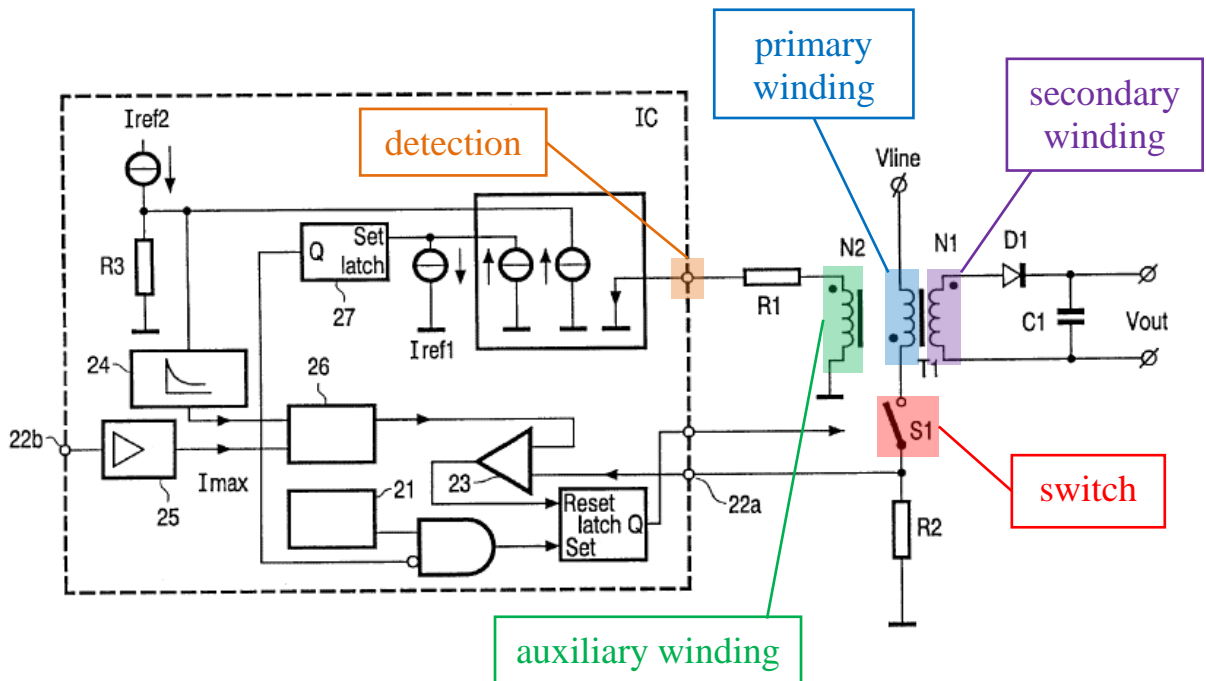 primary
winding
secondary
winding
detection
auxiliary winding
switch
Iref2
IC
R3
Q
Set
latch
27
Iref1
24
26
22b
25
Imax
21
23
Reset
latch Q
Set
22a
R1
N2
Vline
N1
D1
C1
Vout
T1
S1
R2